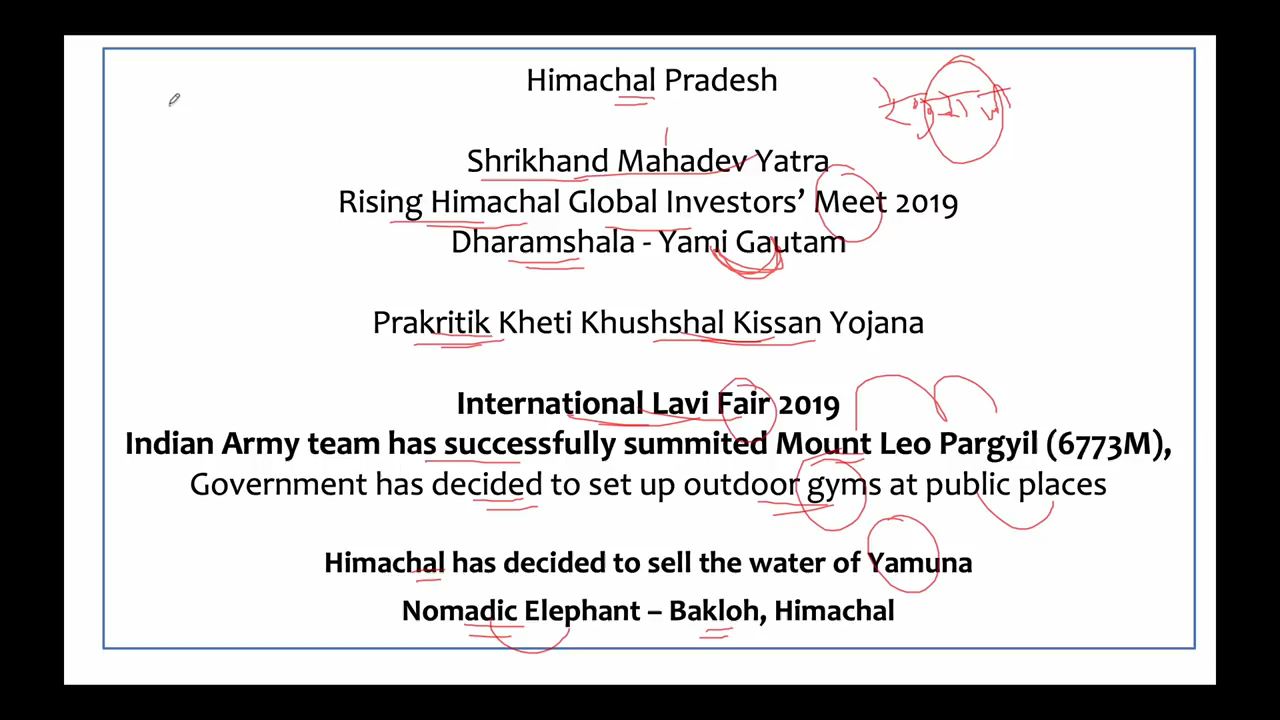 Himachal Pradesh
Shrikhand Mahadev Yatra
Rising Himachal Global Investors’ Meet 2019
Dharamshala - Yami Gautam
Prakritik Kheti Khushshal Kissan Yojana
International Lavi Fair 2019
Indian Army team has successfully summited Mount Leo Pargyil (6773M),
Government has decided to set up outdoor gyms at public places
Himachal has decided to sell the water of Yamuna
Nomadic Elephant – Bakloh, Himachal